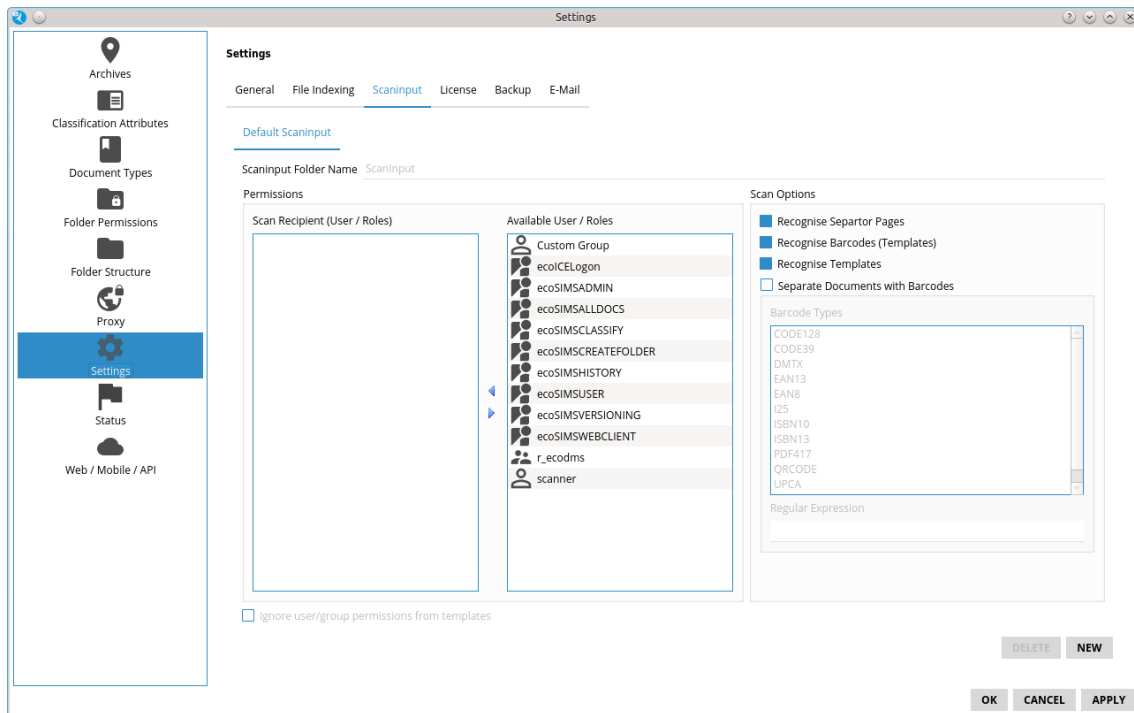 Settings
Archives
Classification Attributes
Document Types
Folder Permissions
Folder Structure
Proxy
Settings
Status
Web / Mobile / API
Settings
General File Indexing Scaninput License Backup E-Mail
Default Scaninput
Scaninput Folder Name ScanInput
Permissions
Scan Recipient (User / Roles)
Available User / Roles
Custom Group
ecoICELogon
ecoSIMSADMIN
ecoSIMSALLDOCS
ecoSIMSCLASSIFY
ecoSIMSCREATEFOLDER
ecoSIMSHISTORY
ecoSIMSUSER
ecoSIMSVERSIONING
ecoSIMSWEBCLIENT
r_ecodms
scanner
Scan Options
Recognise Separtor Pages
Recognise Barcodes (Templates)
Recognise Templates
Separate Documents with Barcodes
Barcode Types
CODE128
CODE39
DMTX
EAN13
EAN8
I25
ISBN10
ISBN13
PDF417
QRCODE
UPCA
Regular Expression
Ignore user/group permissions from templates
DELETE NEW
OK CANCEL APPLY